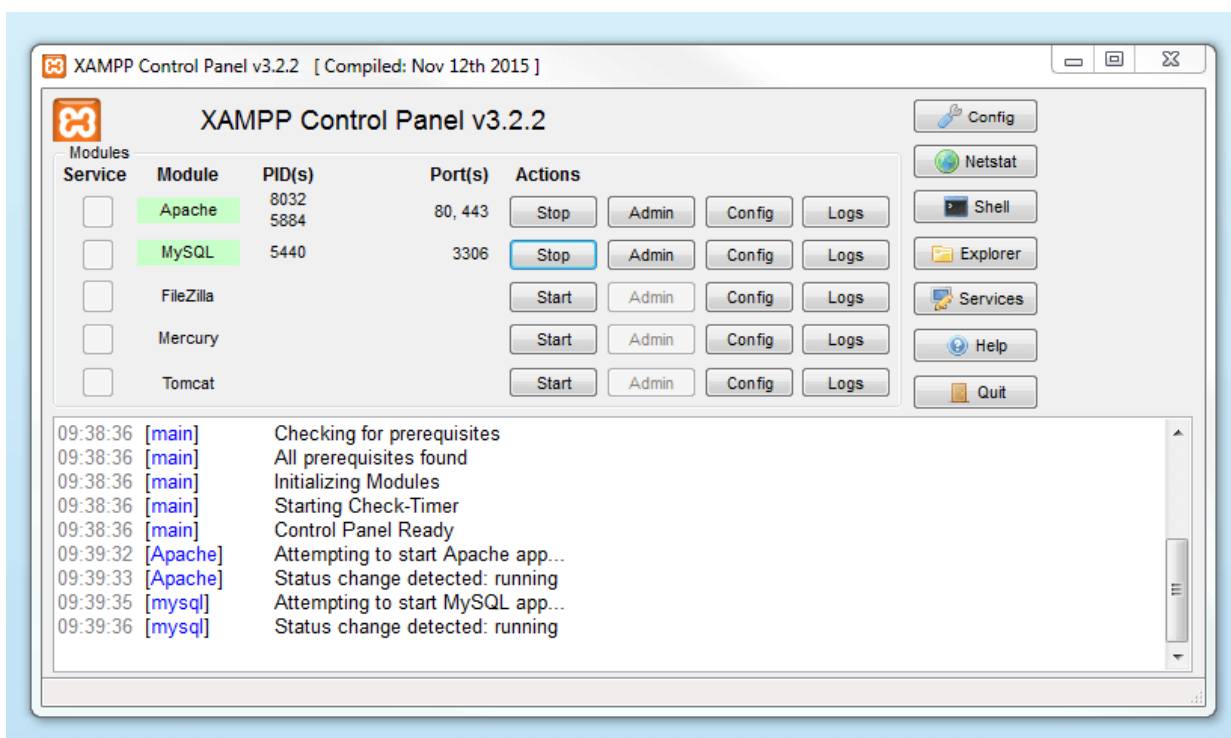 XAMPP Control Panel v3.2.2 [ Compiled: Nov 12th 2015 ]
XAMPP Control Panel v3.2.2
Config
Modules
Netstat
Service Module PID(s) Port(s) Actions
Apache 8032 5884 80, 443 Stop Admin Config Logs
Shell
MySQL 5440 3306 Stop Admin Config Logs
Explorer
FileZilla Start Admin Config Logs
Services
Mercury Start Admin Config Logs
Help
Tomcat Start Admin Config Logs
Quit
09:38:36 [main] Checking for prerequisites
09:38:36 [main] All prerequisites found
09:38:36 [main] Initializing Modules
09:38:36 [main] Starting Check-Timer
09:38:36 [main] Control Panel Ready
09:39:32 [Apache] Attempting to start Apache app...
09:39:33 [Apache] Status change detected: running
09:39:35 [mysql] Attempting to start MySQL app...
09:39:36 [mysql] Status change detected: running